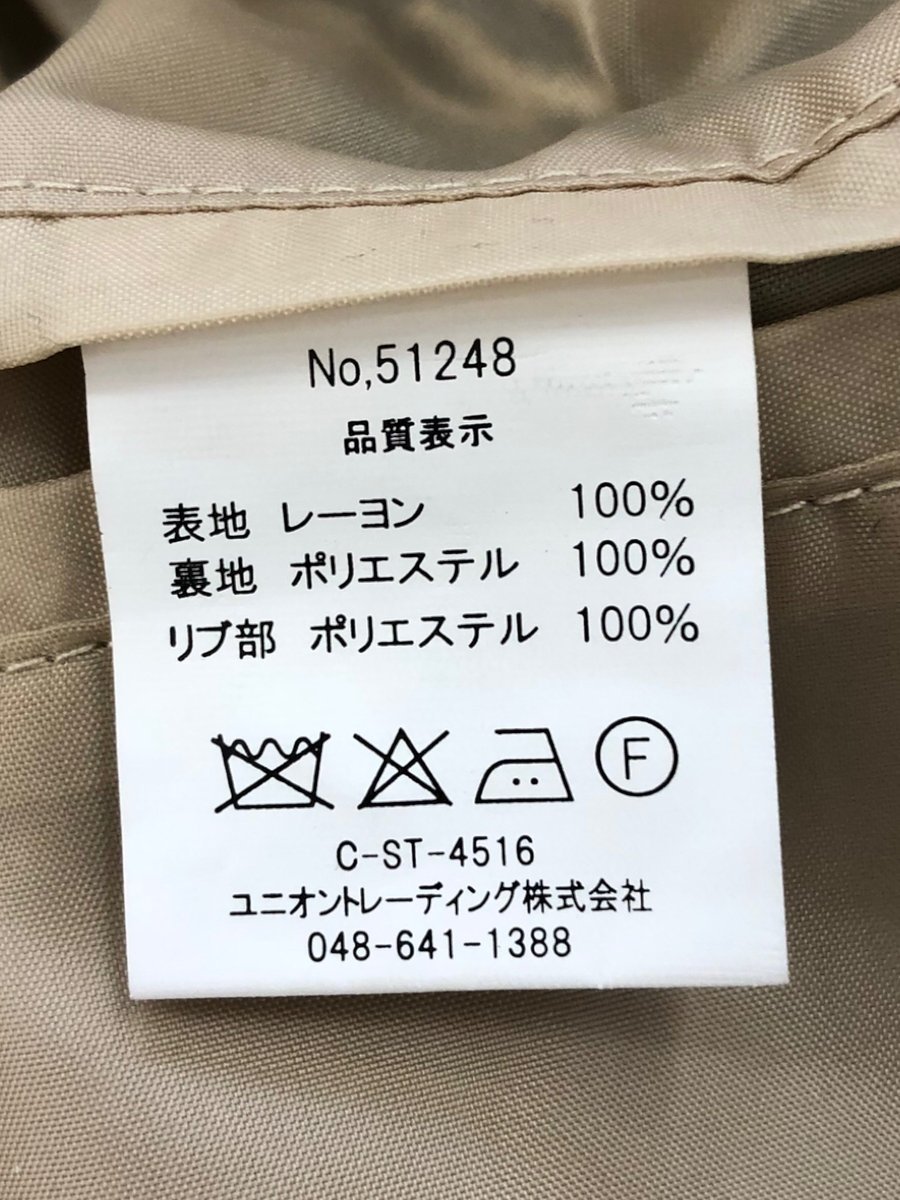 No,51248
品質表示
表地 レーヨン 100%
裏地 ポリエステル 100%
リブ部 ポリエステル 100%
F
C-ST-4516
ユニオントレーディング株式会社
048-641-1388